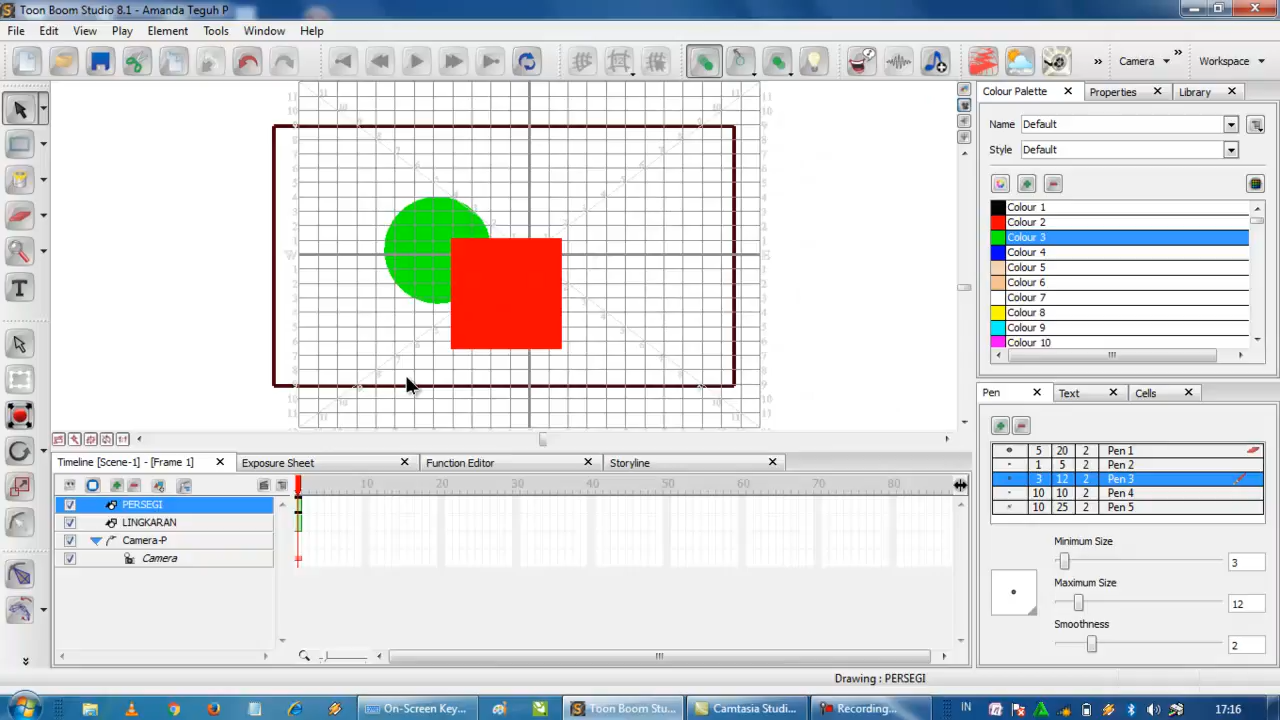 Toon Boom Studio 8.1 - Amanda Teguh P
File Edit View Play Element Tools Window Help
Camera Workspace
Colour Palette Properties Library
Name Default
Style Default
Colour 1
Colour 2
Colour 3
Colour 4
Colour 5
Colour 6
Colour 7
Colour 8
Colour 9
Colour 10
Pen Text Cells
5 20 2 Pen 1
1 5 2 Pen 2
3 12 2 Pen 3
10 10 2 Pen 4
10 25 2 Pen 5
Minimum Size
3
Maximum Size
12
Smoothness
2
Timeline [Scene-1] - [Frame 1] Exposure Sheet Function Editor Storyline
10 20 30 40 50 60 70 80
PERSEGI
LINGKARAN
Camera-P
Camera
Drawing : PERSEGI
On-Screen Key... Toon Boom Stu... Camtasia Studi... Recording... IN 17:16